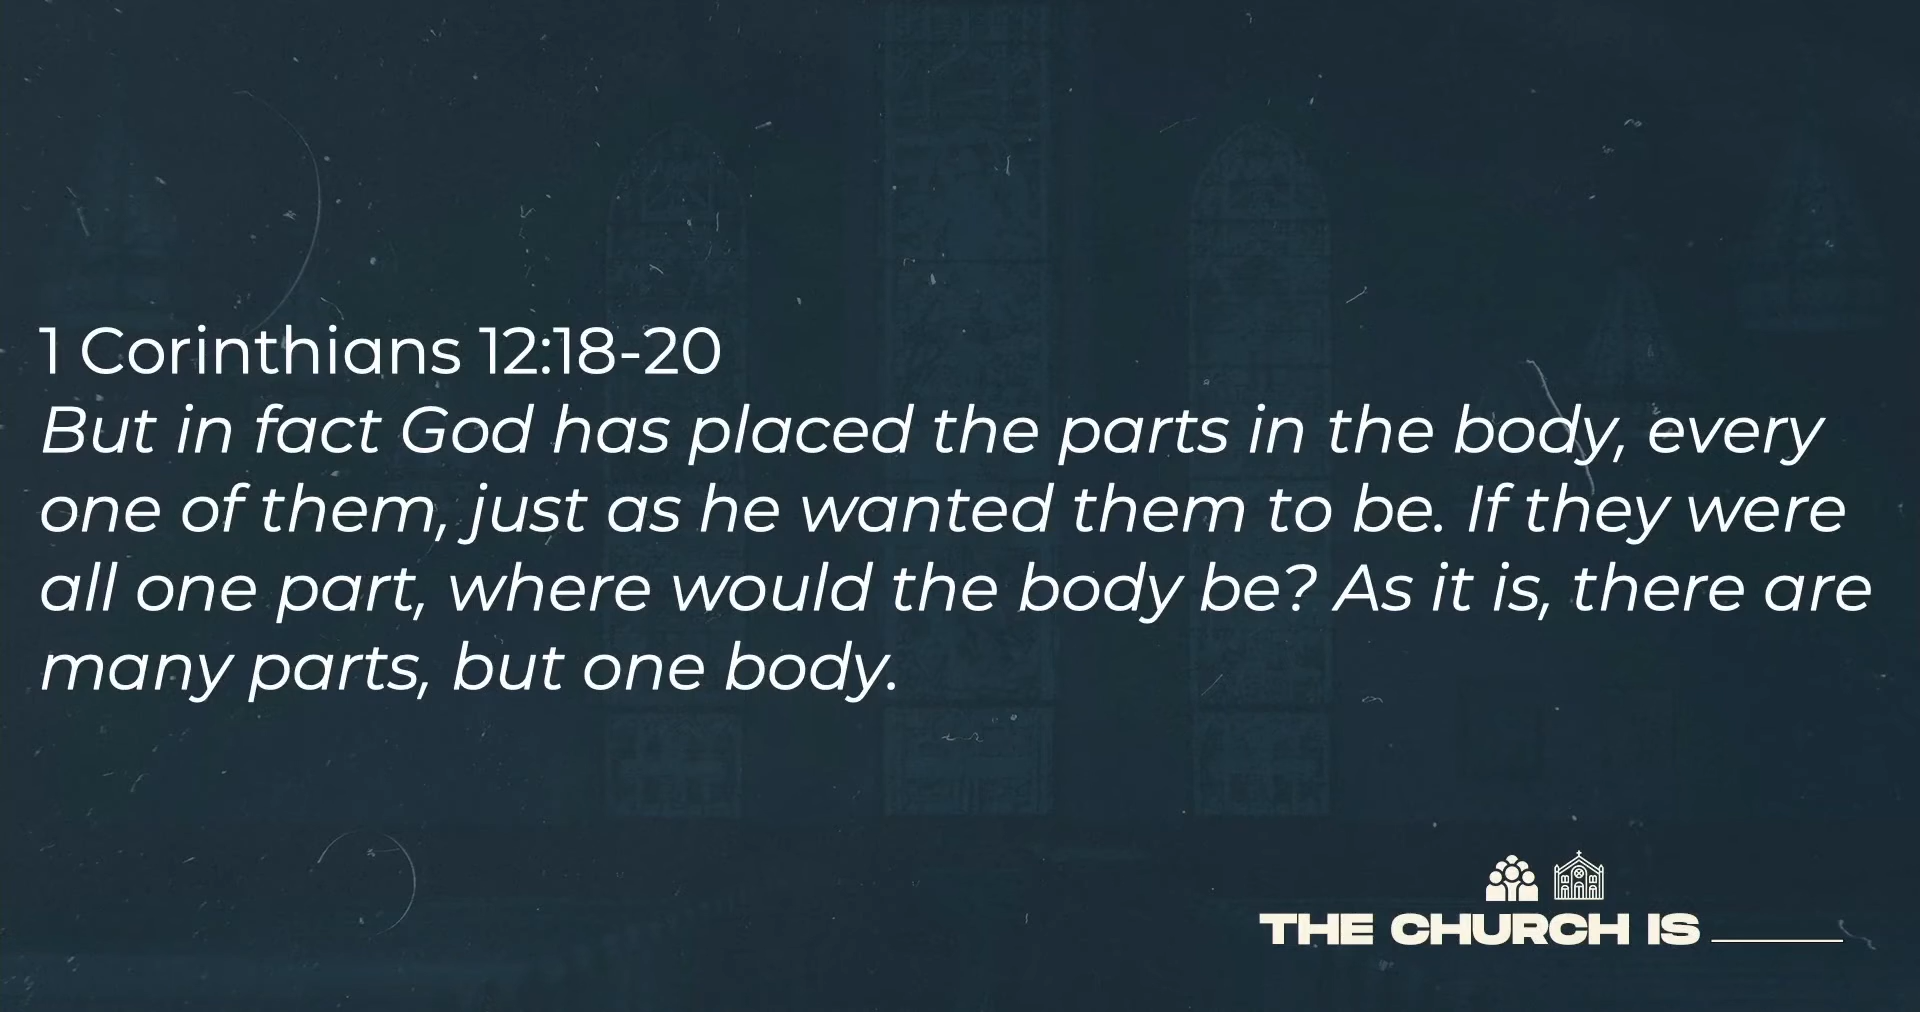 1 Corinthians 12:18-20
But in fact God has placed the parts in the body, every
one of them, just as he wanted them to be. If they were
all one part, where would the body be? As it is, there are
many parts, but one body.
THE CHURCH IS ______